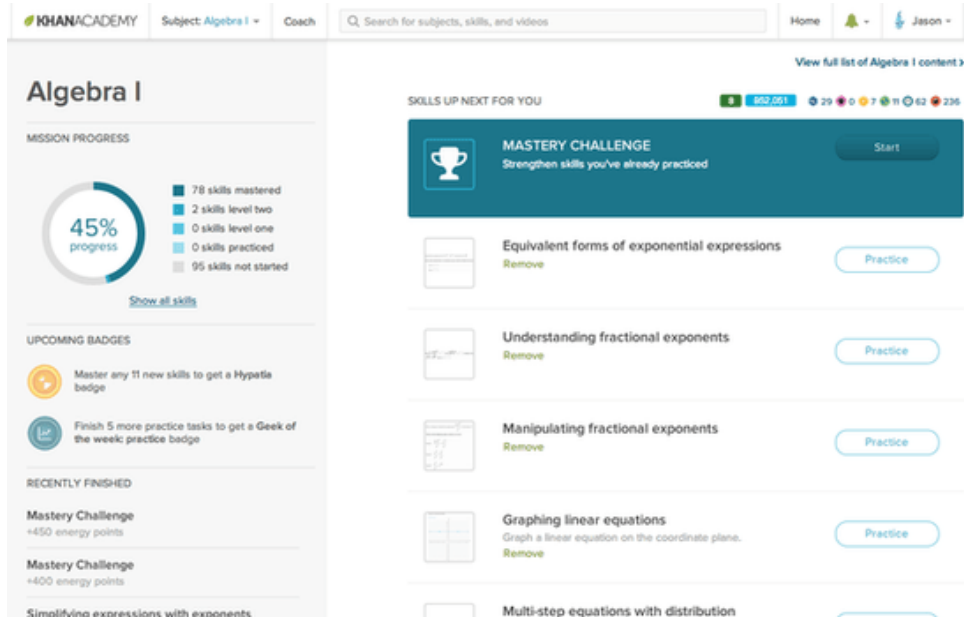 KHANACADEMY
Subject: Algebra I
Coach
Search for subjects, skills, and videos
Home
Jason
View full list of Algebra I content
Algebra I
MISSION PROGRESS
45%
progress
78 skills mastered
2 skills level two
0 skills level one
0 skills practiced
95 skills not started
Show all skills
UPCOMING BADGES
Master any 11 new skills to get a Hypatia
badge
Finish 5 more practice tasks to get a Geek of
the week: practice badge
RECENTLY FINISHED
Mastery Challenge
+450 energy points
Mastery Challenge
+400 energy points
Simplifying expressions with exponents
SKILLS UP NEXT FOR YOU
8 852,051 29 0 7 11 62 236
MASTERY CHALLENGE
Strengthen skills you've already practiced
Start
Equivalent forms of exponential expressions
Remove
Practice
Understanding fractional exponents
Remove
Practice
Manipulating fractional exponents
Remove
Practice
Graphing linear equations
Graph a linear equation on the coordinate plane.
Remove
Practice
Multi-step equations with distribution